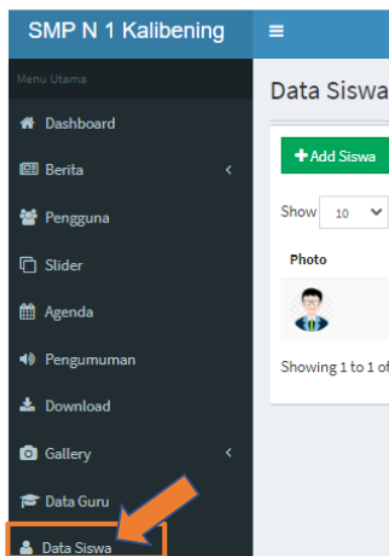 SMP N 1 Kalibening
Menu Utama
Dashboard
Berita
Pengguna
Slider
Agenda
Pengumuman
Download
Gallery
Data Guru
Data Siswa
Data Siswa
+ Add Siswa
Show 10
Photo
Showing 1 to 1 of